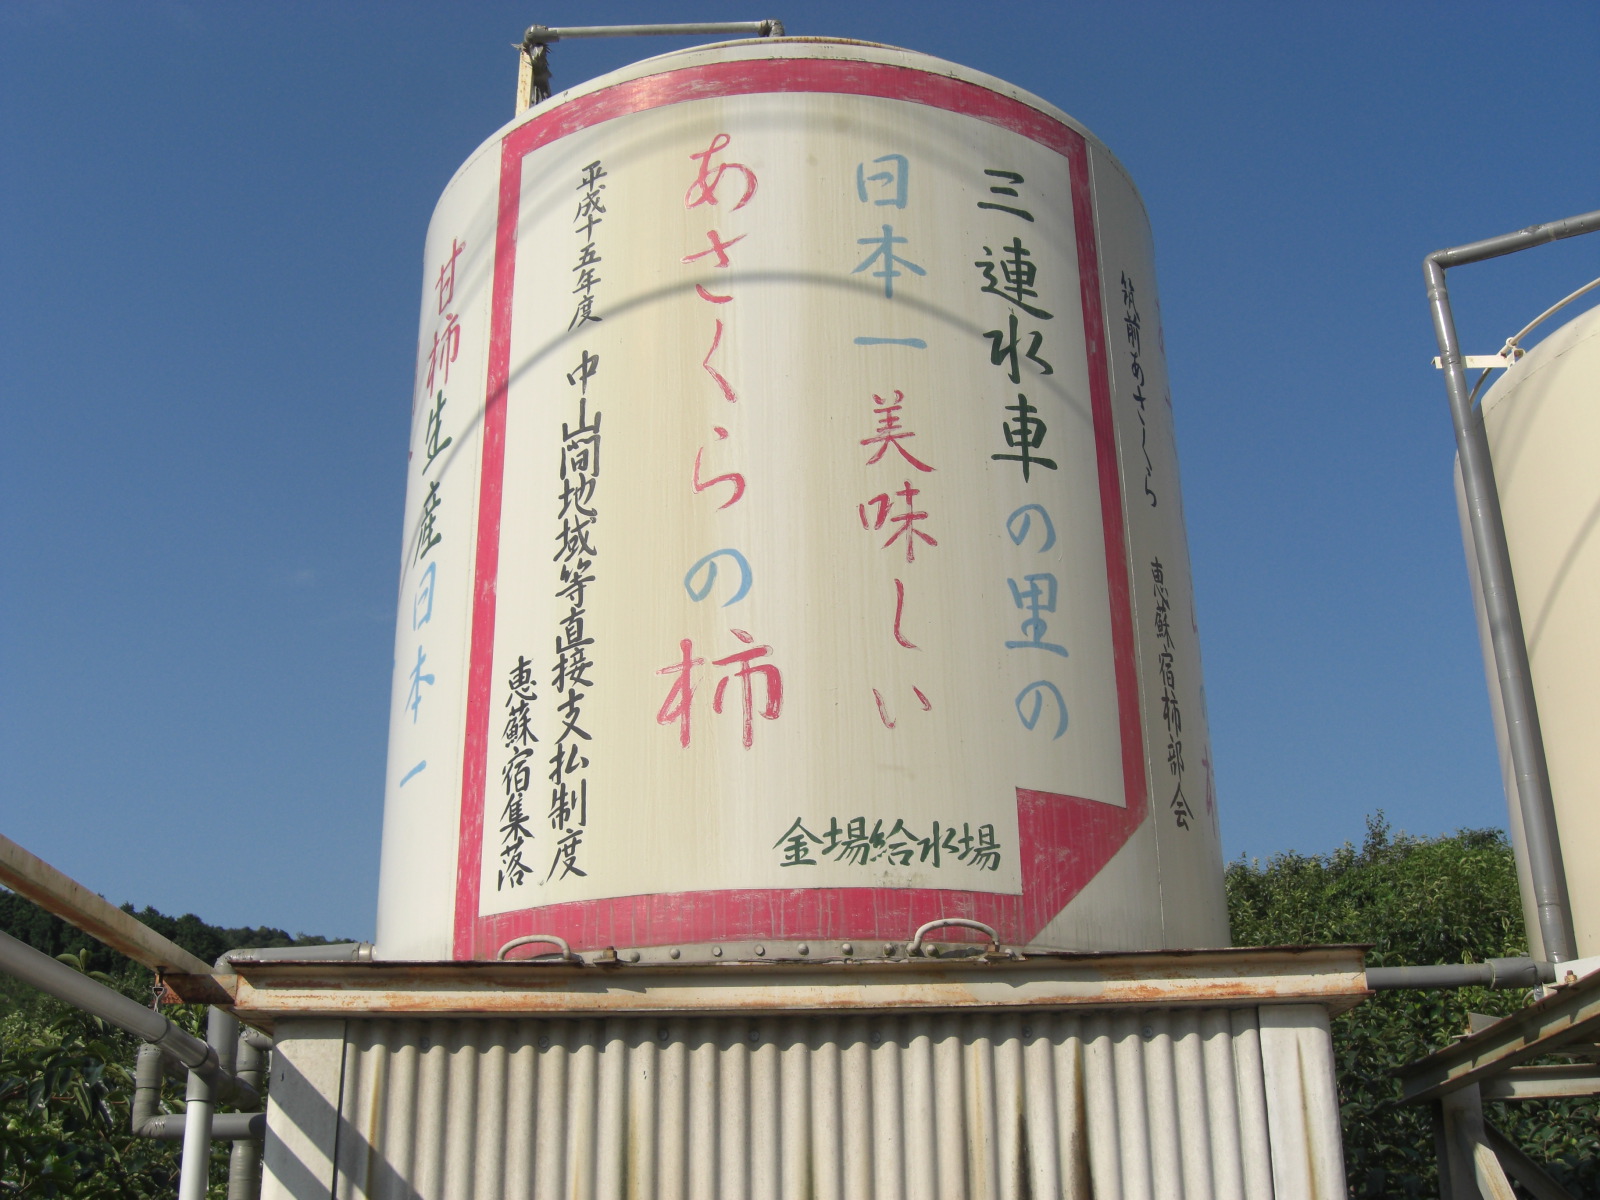 筑前あさくら　恵蘇宿柿部会
三連水車の里の
日本一美味しい
あさくらの柿
平成十五年度　中山間地域等直接支払制度
恵蘇宿集落
金場給水場
甘柿生産日本一